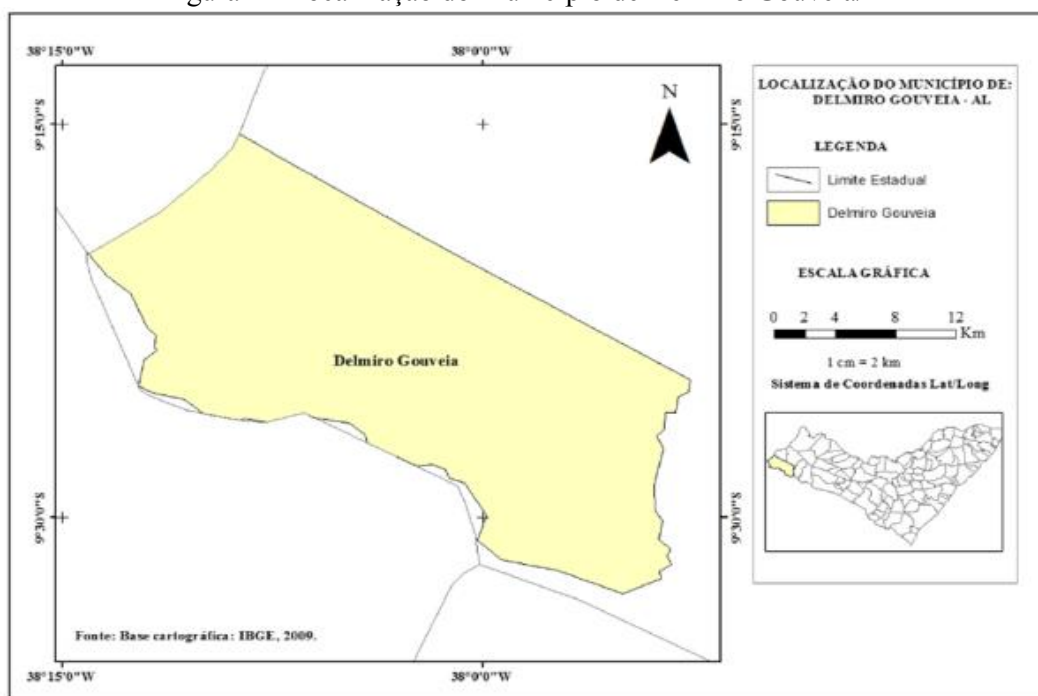 38°15'0"W
38°0'0"W
9°15'0"S
9°15'0"S
N
Delmiro Gouveia
9°30'0"S
9°30'0"S
Fonte: Base cartográfica: IBGE, 2009.
38°15'0"W
38°0'0"W
LOCALIZAÇÃO DO MUNICÍPIO DE:
DELMIRO GOUVEIA - AL
LEGENDA
Limite Estadual
Delmiro Gouveia
ESCALA GRÁFICA
0 2 4 8 12
Km
1 cm = 2 km
Sistema de Coordenadas Lat/Long